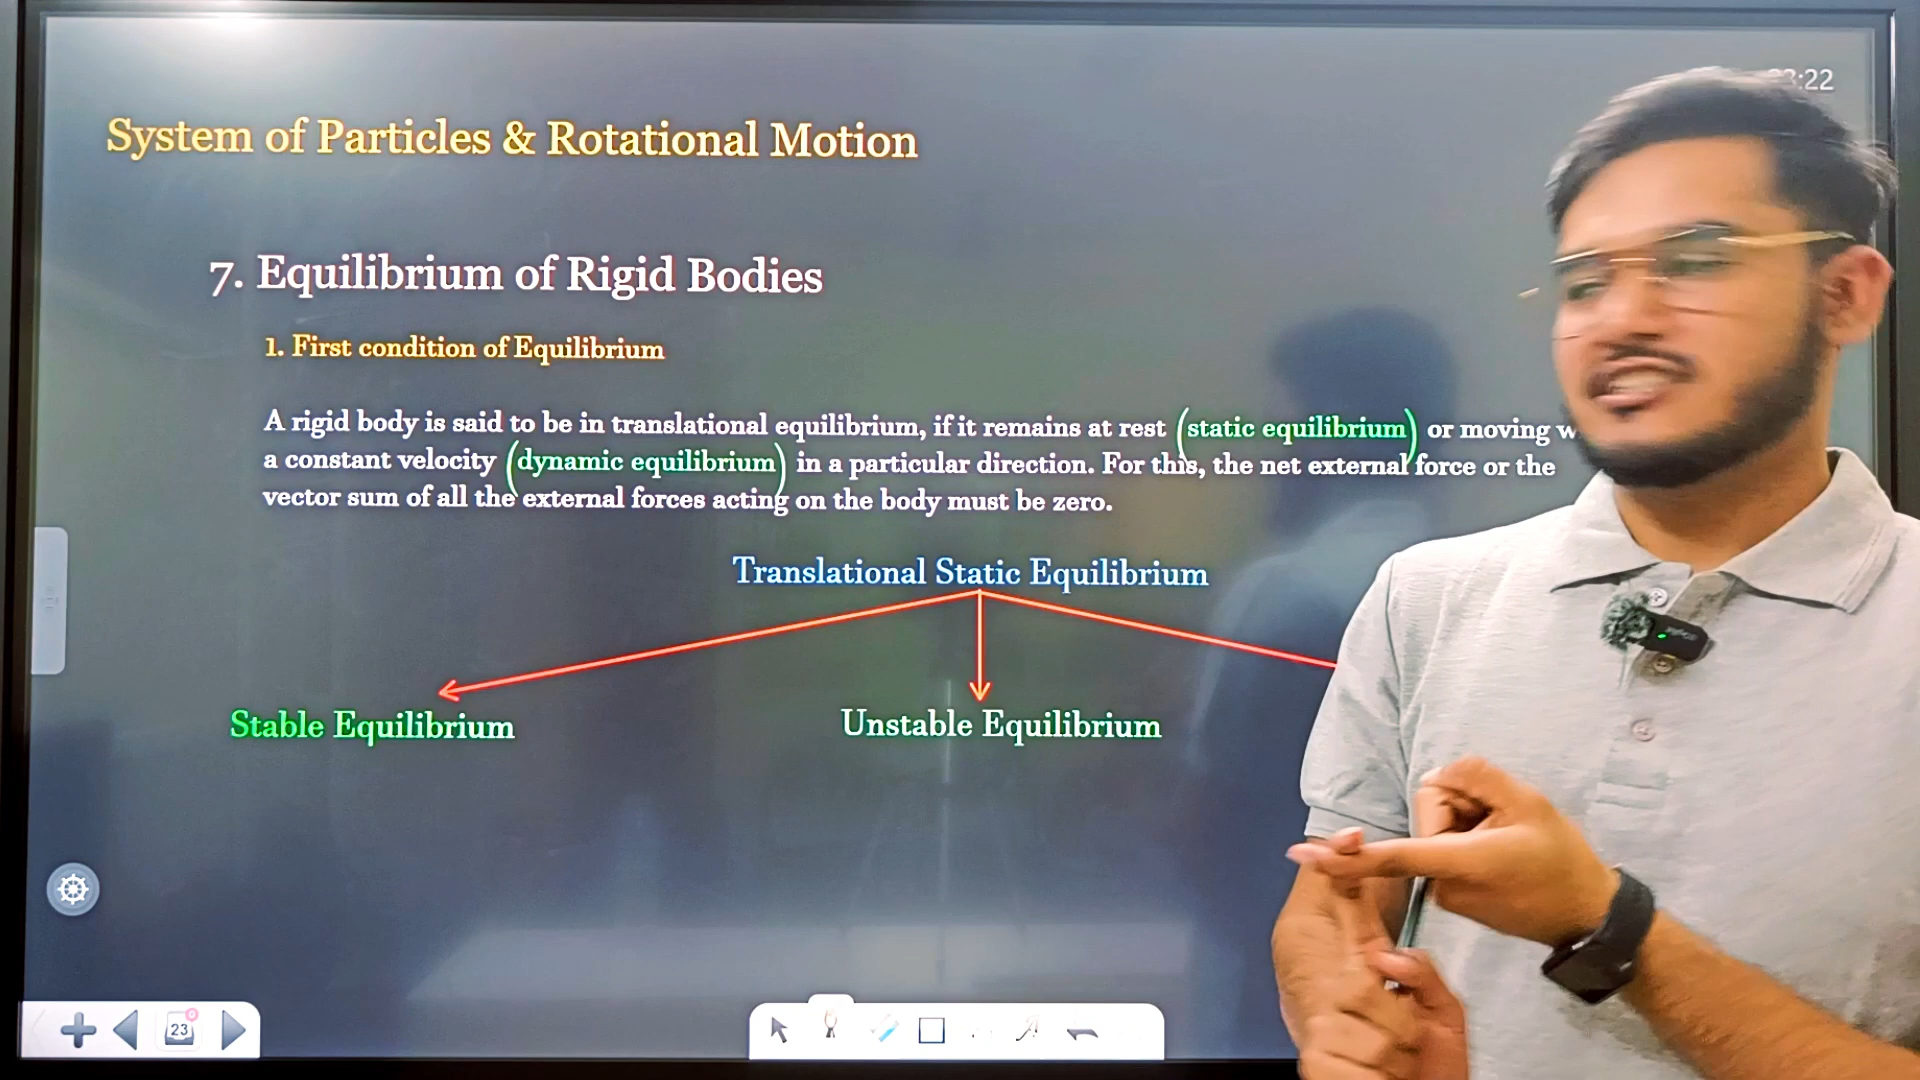 :22
System of Particles & Rotational Motion
7. Equilibrium of Rigid Bodies
1. First condition of Equilibrium
A rigid body is said to be in translational equilibrium, if it remains at rest (static equilibrium) or moving
a constant velocity (dynamic equilibrium) in a particular direction. For this, the net external force or the
vector sum of all the external forces acting on the body must be zero.
Translational Static Equilibrium
Stable Equilibrium
Unstable Equilibrium
23